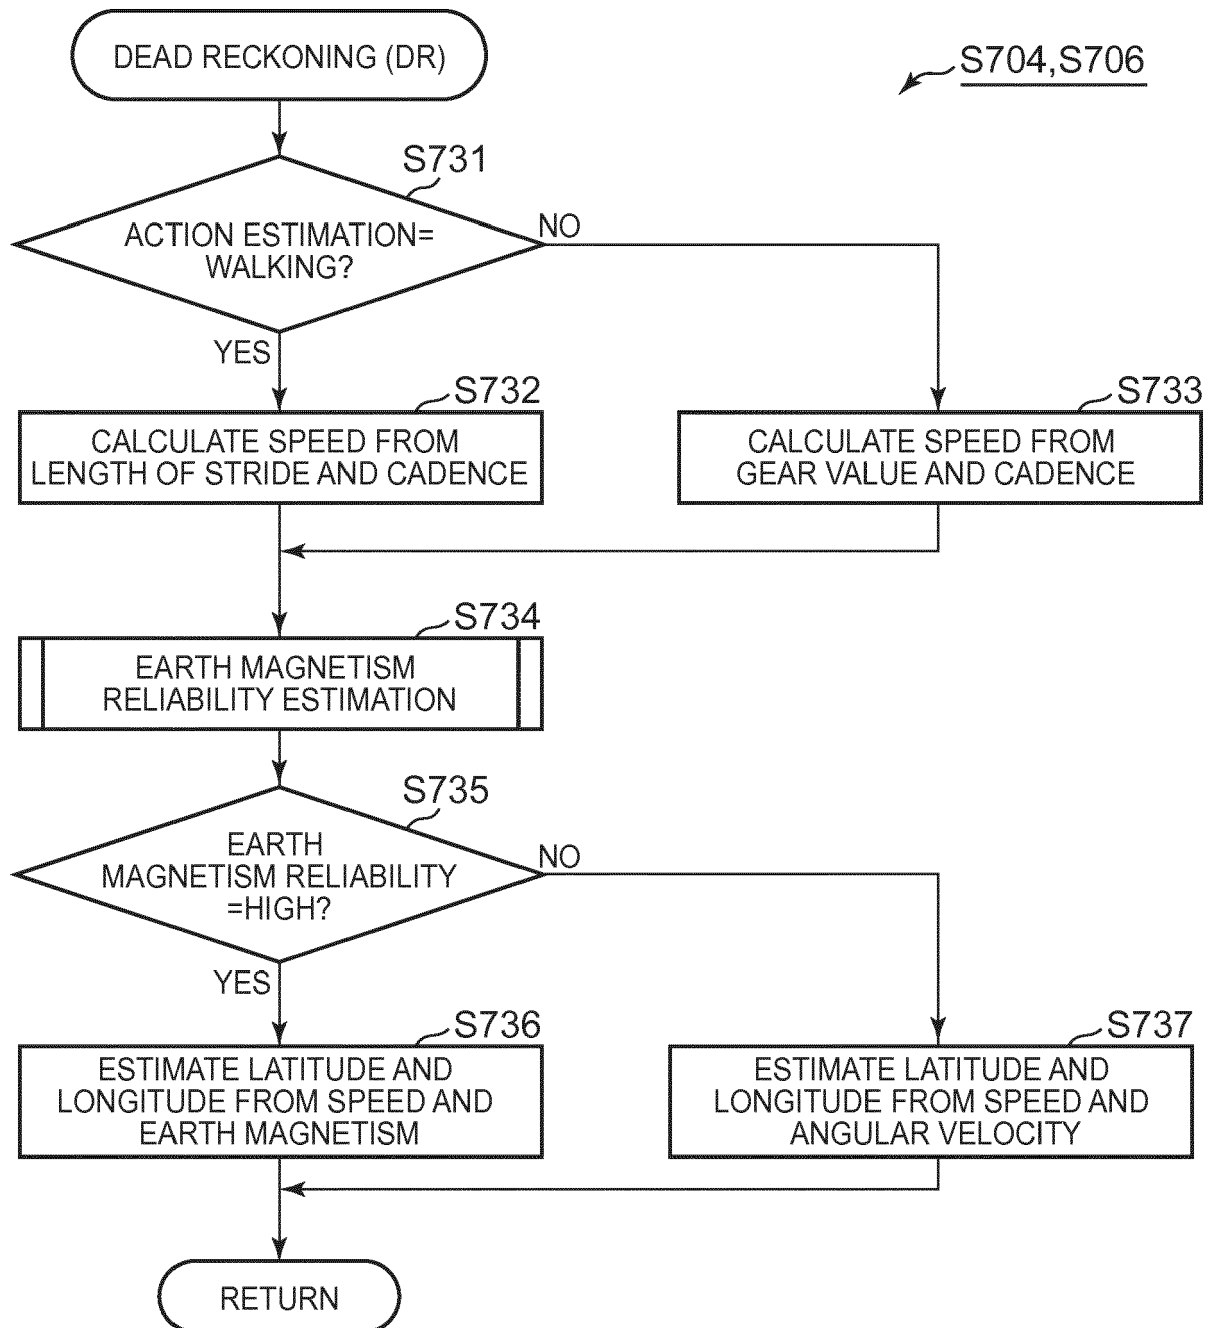 DEAD RECKONING (DR)
S704,S706
S731
ACTION ESTIMATION=
WALKING?
NO
YES
S732
CALCULATE SPEED FROM
LENGTH OF STRIDE AND CADENCE
S733
CALCULATE SPEED FROM
GEAR VALUE AND CADENCE
S734
EARTH MAGNETISM
RELIABILITY ESTIMATION
S735
EARTH
MAGNETISM RELIABILITY
=HIGH?
NO
YES
S736
ESTIMATE LATITUDE AND
LONGITUDE FROM SPEED AND
EARTH MAGNETISM
S737
ESTIMATE LATITUDE AND
LONGITUDE FROM SPEED AND
ANGULAR VELOCITY
RETURN